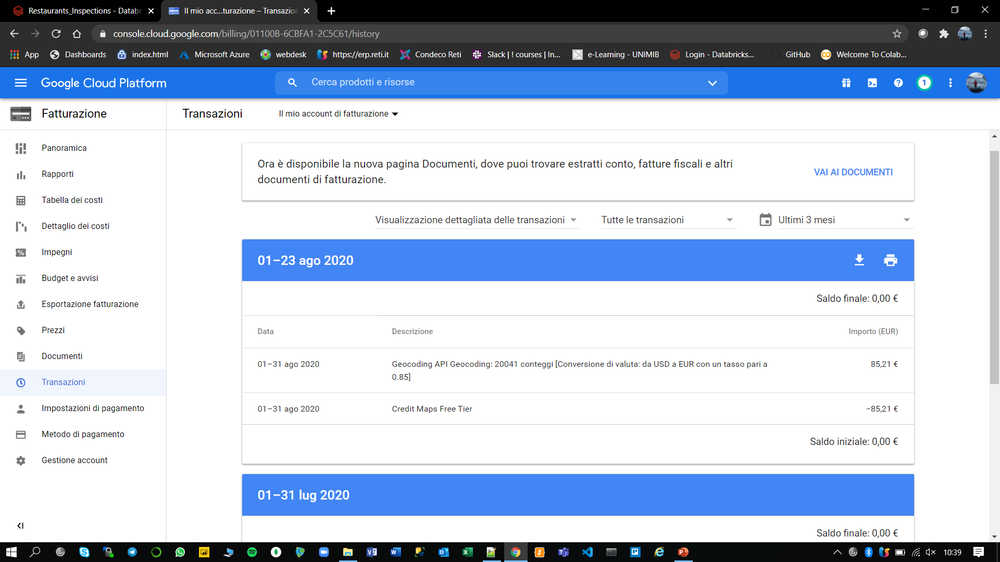 Restaurants_Inspections - Databr
Il mio acc...turazione – Transazion
console.cloud.google.com/billing/01100B-6CBFA1-2C5C61/history
App
Dashboards
index.html
Microsoft Azure
webdesk
https://erp.reti.it
Condeco Reti
Slack | ! courses | In...
e-Learning - UNIMIB
Login - Databricks...
GitHub
Welcome To Colab...
Google Cloud Platform
Cerca prodotti e risorse
1
Fatturazione
Transazioni
Il mio account di fatturazione
Panoramica
Rapporti
Tabella dei costi
Dettaglio dei costi
Impegni
Budget e avvisi
Esportazione fatturazione
Prezzi
Documenti
Transazioni
Impostazioni di pagamento
Metodo di pagamento
Gestione account
Ora è disponibile la nuova pagina Documenti, dove puoi trovare estratti conto, fatture fiscali e altri
documenti di fatturazione.
VAI AI DOCUMENTI
Visualizzazione dettagliata delle transazioni
Tutte le transazioni
Ultimi 3 mesi
01–23 ago 2020
Saldo finale: 0,00 €
Data
Descrizione
Importo (EUR)
01–31 ago 2020
Geocoding API Geocoding: 20041 conteggi [Conversione di valuta: da USD a EUR con un tasso pari a
0.85]
85,21 €
01–31 ago 2020
Credit Maps Free Tier
−85,21 €
Saldo iniziale: 0,00 €
01–31 lug 2020
Saldo finale: 0,00 €
10:39